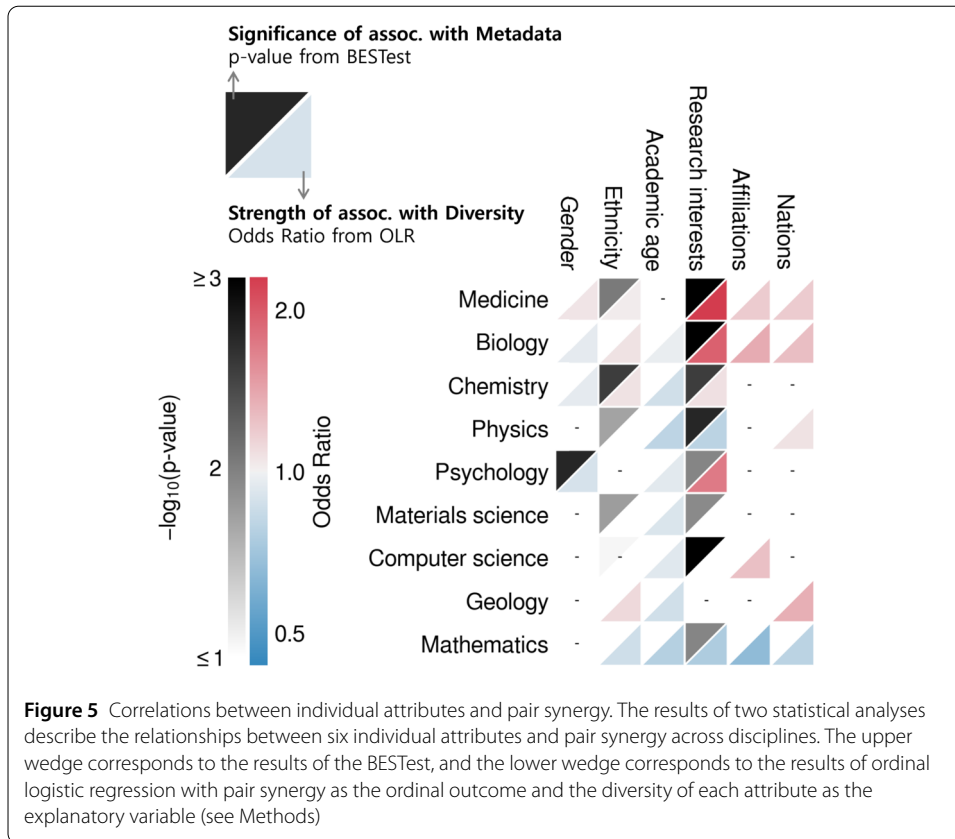 Significance of assoc. with Metadata
p-value from BESTest
Strength of assoc. with Diversity
Odds Ratio from OLR
Gender
Ethnicity
Academic age
Research interests
Affiliations
Nations
≥ 3
2
≤ 1
−log10(p-value)
2.0
1.0
0.5
Odds Ratio
Medicine -
Biology
Chemistry - -
Physics - -
Psychology - - -
Materials science - - -
Computer science - - -
Geology - - -
Mathematics -
Figure 5 Correlations between individual attributes and pair synergy. The results of two statistical analyses
describe the relationships between six individual attributes and pair synergy across disciplines. The upper
wedge corresponds to the results of the BESTest, and the lower wedge corresponds to the results of ordinal
logistic regression with pair synergy as the ordinal outcome and the diversity of each attribute as the
explanatory variable (see Methods)